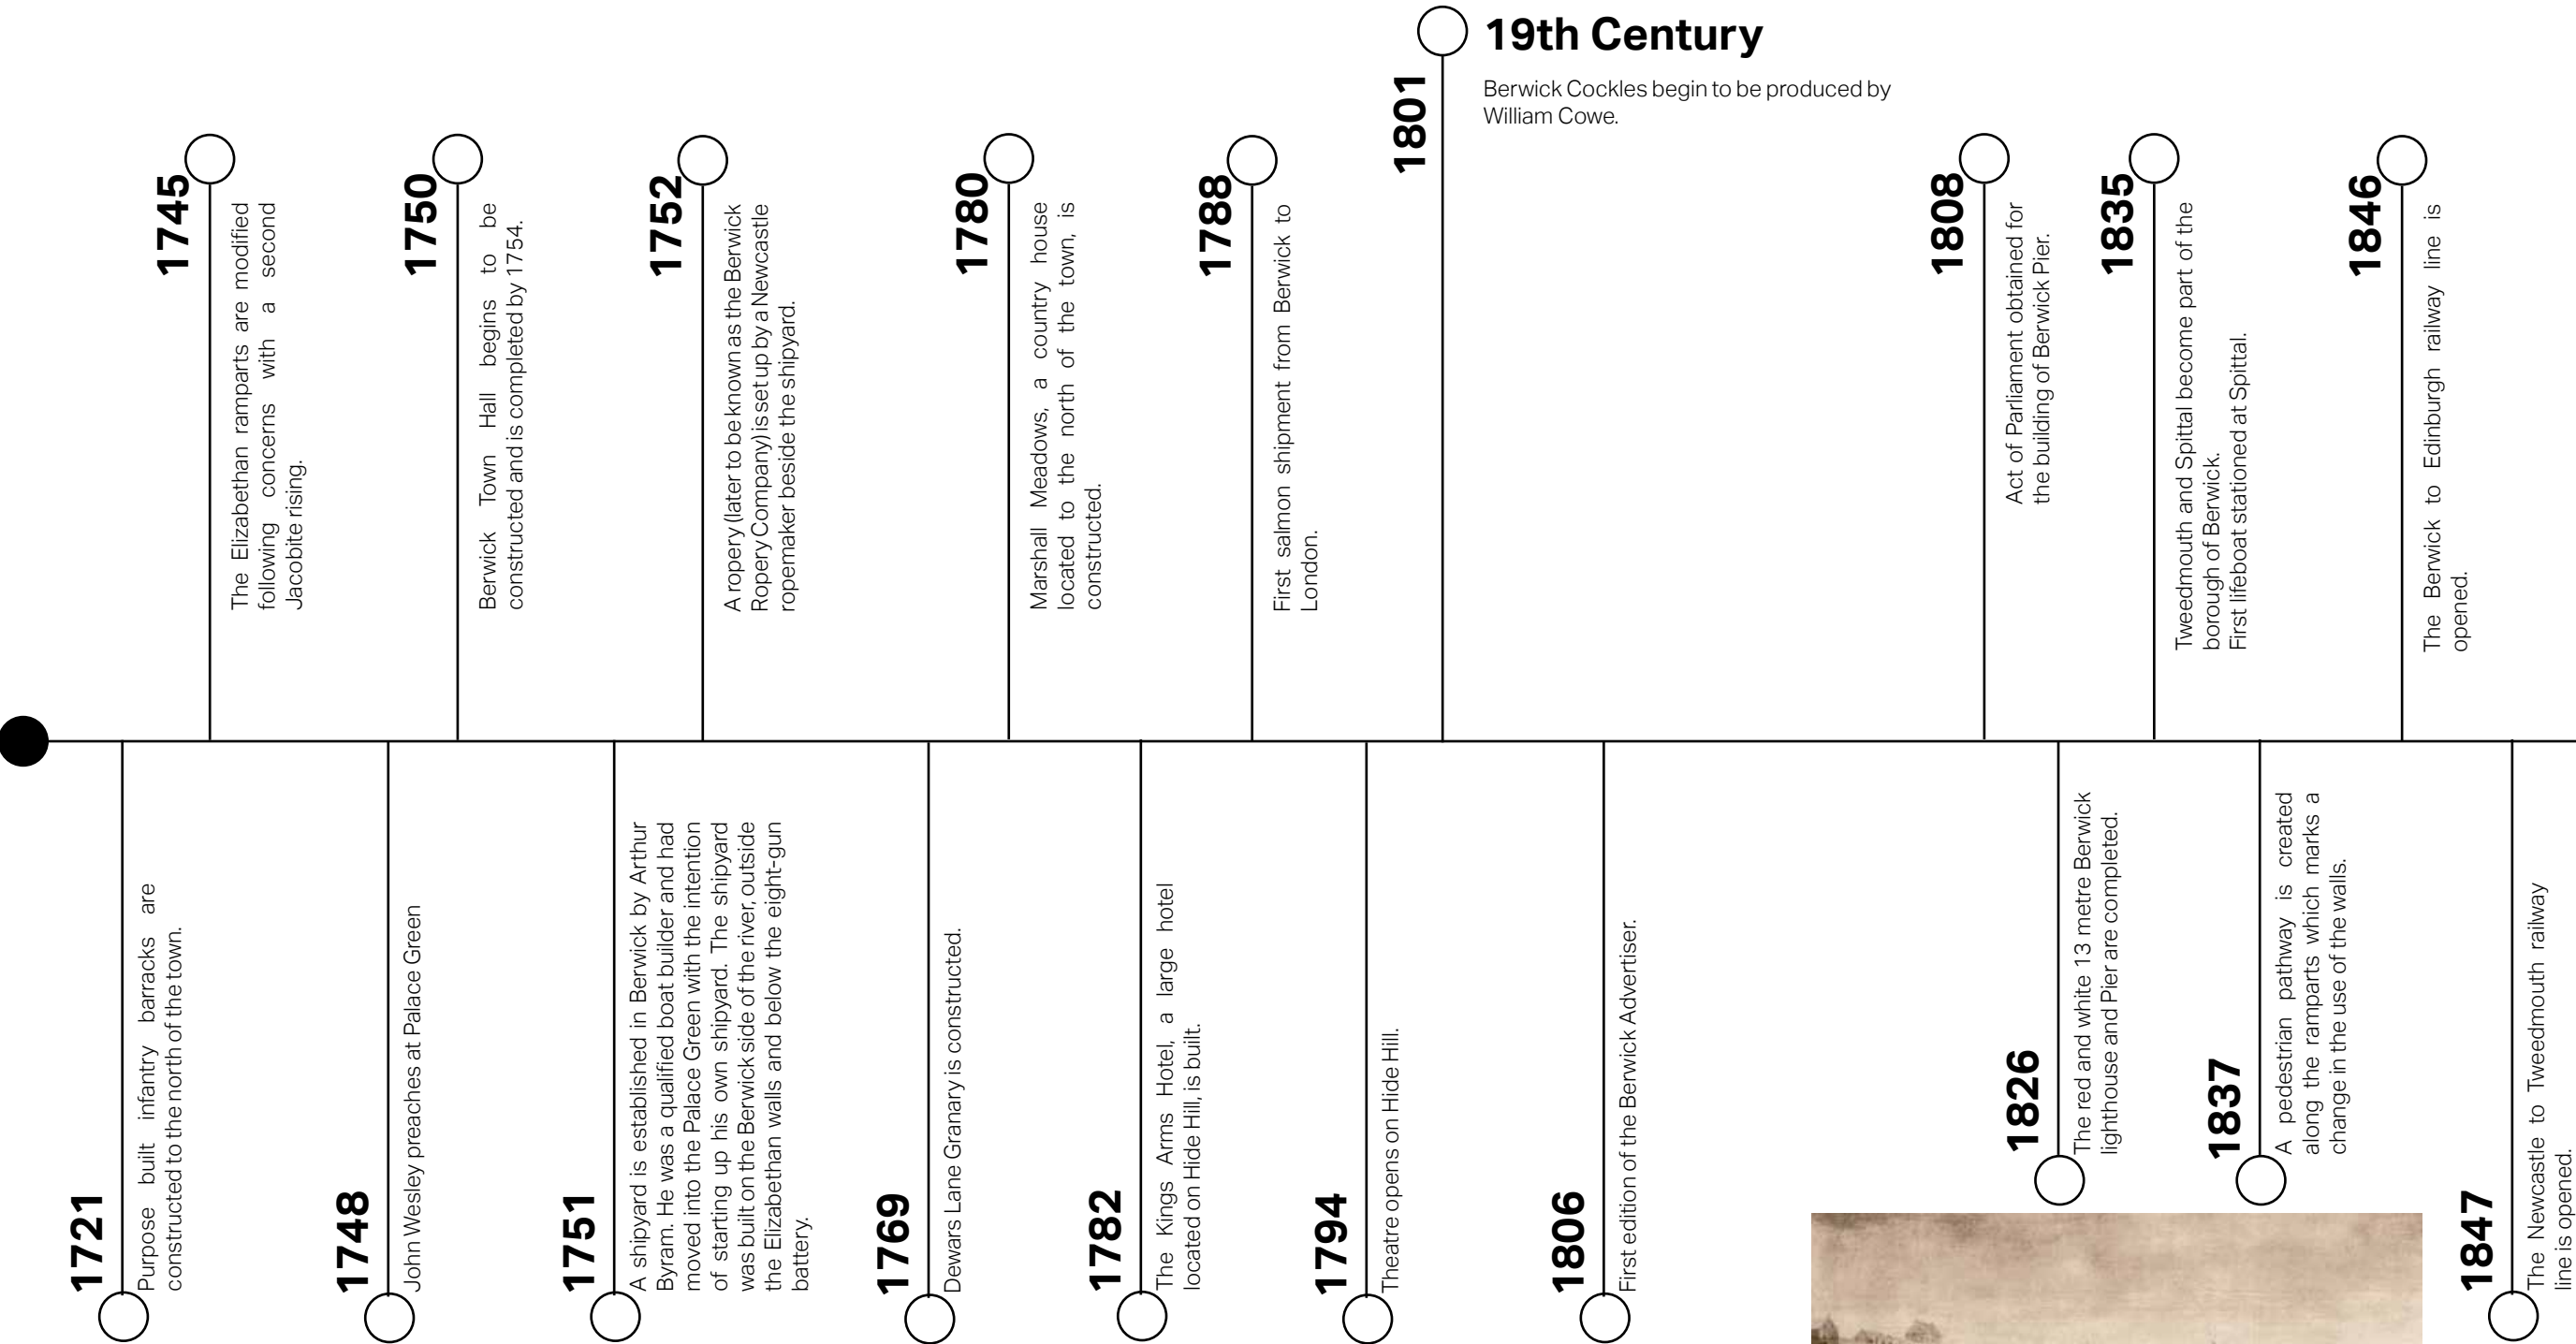 1721
Purpose built infantry barracks are
constructed to the north of the town.
1745
The Elizabethan ramparts are modified
following concerns with a second
Jacobite rising.
1748
John Wesley preaches at Palace Green
1750
Berwick Town Hall begins to be
constructed and is completed by 1754.
1751
A shipyard is established in Berwick by Arthur
Byram. He was a qualified boat builder and had
moved into the Palace Green with the intention
of starting up his own shipyard. The shipyard
was built on the Berwick side of the river, outside
the Elizabethan walls and below the eight-gun
battery.
1752
A ropery (later to be known as the Berwick
Ropery Company) is set up by a Newcastle
ropemaker beside the shipyard.
1769
Dewars Lane Granary is constructed.
1780
Marshall Meadows, a country house
located to the north of the town, is
constructed.
1782
The Kings Arms Hotel, a large hotel
located on Hide Hill, is built.
1788
First salmon shipment from Berwick to
London.
1794
Theatre opens on Hide Hill.
19th Century
1801
Berwick Cockles begin to be produced by
William Cowe.
1806
First edition of the Berwick Advertiser.
1808
Act of Parliament obtained for
the building of Berwick Pier.
1826
The red and white 13 metre Berwick
lighthouse and Pier are completed.
1835
Tweedmouth and Spittal become part of the
borough of Berwick.
First lifeboat stationed at Spittal.
1837
A pedestrian pathway is created
along the ramparts which marks a
change in the use of the walls.
1846
The Berwick to Edinburgh railway line is
opened.
1847
The Newcastle to Tweedmouth railway
line is opened.